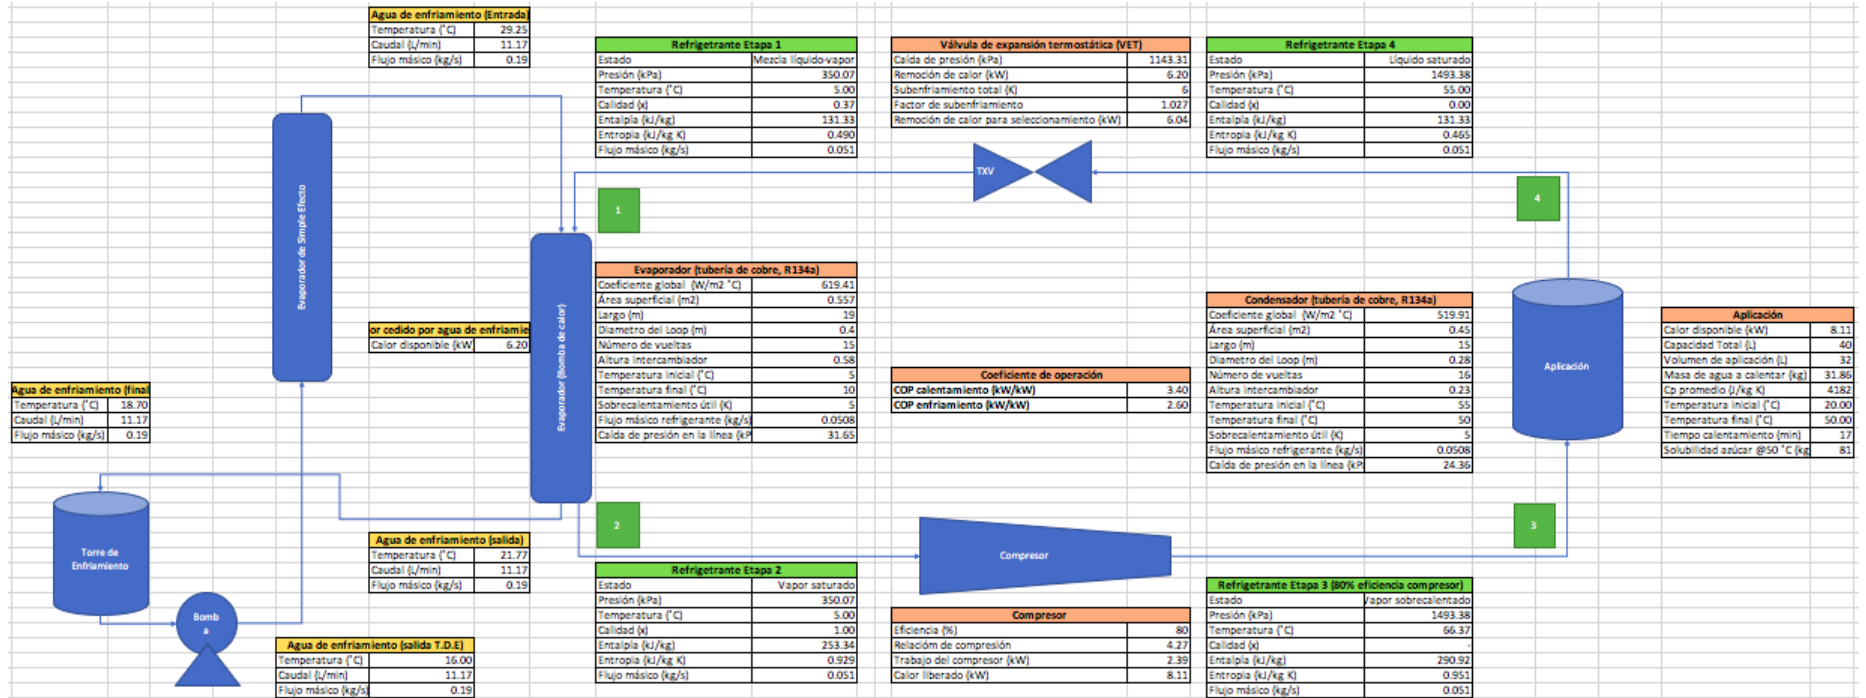 Agua de enfriamiento (Entrada)
Temperatura (˚C) 29.25
Caudal (L/min) 11.17
Flujo másico (kg/s) 0.19
Refrigetrante Etapa 1
Estado Mezcla líquido-vapor
Presión (kPa) 350.07
Temperatura (˚C) 5.00
Calidad (x) 0.37
Entalpía (kJ/kg) 131.33
Entropia (kJ/kg K) 0.490
Flujo másico (kg/s) 0.051
Válvula de expansión termostática (VET)
Caída de presión (kPa) 1143.31
Remoción de calor (kW) 6.20
Subenfriamiento total (K) 6
Factor de subenfriamiento 1.027
Remoción de calor para seleccionamiento (kW) 6.04
Refrigetrante Etapa 4
Estado Líquido saturado
Presión (kPa) 1493.38
Temperatura (˚C) 55.00
Calidad (x) 0.00
Entalpía (kJ/kg) 131.33
Entropia (kJ/kg K) 0.465
Flujo másico (kg/s) 0.051
TXV
1
4
Evaporador de Simple Efecto
Evaporador (Bomba de calor)
or cedido por agua de enfriamie
Calor disponible (kW 6.20
Evaporador (tubería de cobre, R134a)
Coeficiente global (W/m2 ˚C) 619.41
Área superficial (m2) 0.557
Largo (m) 19
Diametro del Loop (m) 0.4
Número de vueltas 15
Altura intercambiador 0.58
Temperatura inicial (˚C) 5
Temperatura final (˚C) 10
Sobrecalentamiento útil (K) 5
Flujo másico refrigerante (kg/s) 0.0508
Caída de presión en la línea (kP 31.65
Coeficiente de operación
COP calentamiento (kW/kW) 3.40
COP enfriamiento (kW/kW) 2.60
Condensador (tubería de cobre, R134a)
Coeficiente global (W/m2 ˚C) 519.91
Área superficial (m2) 0.45
Largo (m) 15
Diametro del Loop (m) 0.28
Número de vueltas 16
Altura intercambiador 0.23
Temperatura inicial (˚C) 55
Temperatura final (˚C) 50
Sobrecalentamiento útil (K) 5
Flujo másico refrigerante (kg/s) 0.0508
Caída de presión en la línea (kP 24.36
Aplicación
Aplicación
Calor disponible (kW) 8.11
Capacidad Total (L) 40
Volumen de aplicación (L) 32
Masa de agua a calentar (kg) 31.86
Cp promedio (J/kg K) 4182
Temperatura inicial (˚C) 20.00
Temperatura final (˚C) 50.00
Tiempo calentamiento (min) 17
Solubilidad azúcar @50 ˚C (kg 81
Agua de enfriamiento (final
Temperatura (˚C) 18.70
Caudal (L/min) 11.17
Flujo másico (kg/s) 0.19
Torre de
Enfriamiento
Bomb
a
Agua de enfriamiento (salida)
Temperatura (˚C) 21.77
Caudal (L/min) 11.17
Flujo másico (kg/s) 0.19
Agua de enfriamiento (salida T.D.E)
Temperatura (˚C) 16.00
Caudal (L/min) 11.17
Flujo másico (kg/s) 0.19
2
3
Compresor
Refrigetrante Etapa 2
Estado Vapor saturado
Presión (kPa) 350.07
Temperatura (˚C) 5.00
Calidad (x) 1.00
Entalpía (kJ/kg) 253.34
Entropia (kJ/kg K) 0.929
Flujo másico (kg/s) 0.051
Compresor
Eficiencia (%) 80
Relación de compresión 4.27
Trabajo del compresor (kW) 2.39
Calor liberado (kW) 8.11
Refrigetrante Etapa 3 (80% eficiencia compresor)
Estado Vapor sobrecalentado
Presión (kPa) 1493.38
Temperatura (˚C) 66.37
Calidad (x) -
Entalpía (kJ/kg) 290.92
Entropía (kJ/kg K) 0.951
Flujo másico (kg/s) 0.051